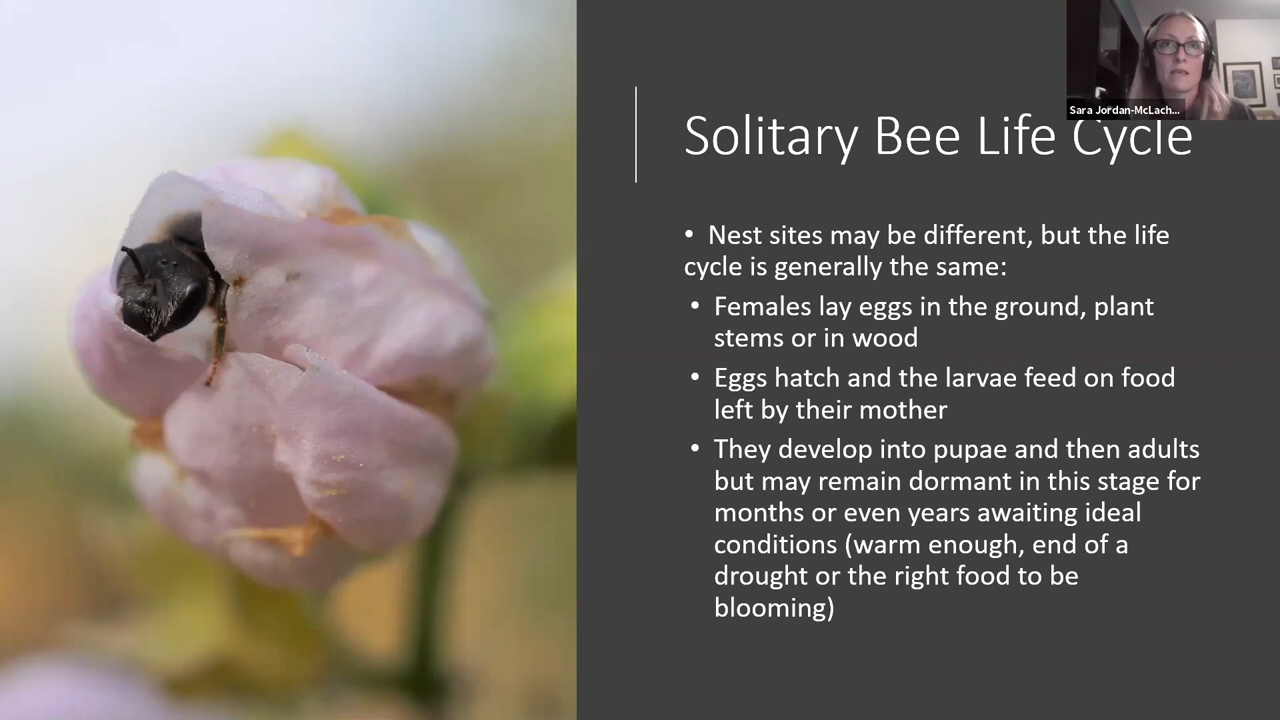 Sara Jordan-McLach...
Solitary Bee Life Cycle
• Nest sites may be different, but the life
cycle is generally the same:
• Females lay eggs in the ground, plant
stems or in wood
• Eggs hatch and the larvae feed on food
left by their mother
• They develop into pupae and then adults
but may remain dormant in this stage for
months or even years awaiting ideal
conditions (warm enough, end of a
drought or the right food to be
blooming)